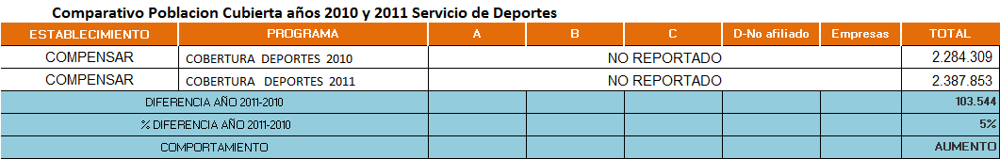 Comparativo Poblacion Cubierta años 2010 y 2011 Servicio de Deportes
ESTABLECIMIENTO PROGRAMA A B C D-No afiliado Empresas TOTAL
COMPENSAR COBERTURA DEPORTES 2010 NO REPORTADO 2.284.309
COMPENSAR COBERTURA DEPORTES 2011 NO REPORTADO 2.387.853
DIFERENCIA AÑO 2011-2010 103.544
% DIFERENCIA AÑO 2011-2010 5%
COMPORTAMIENTO AUMENTO